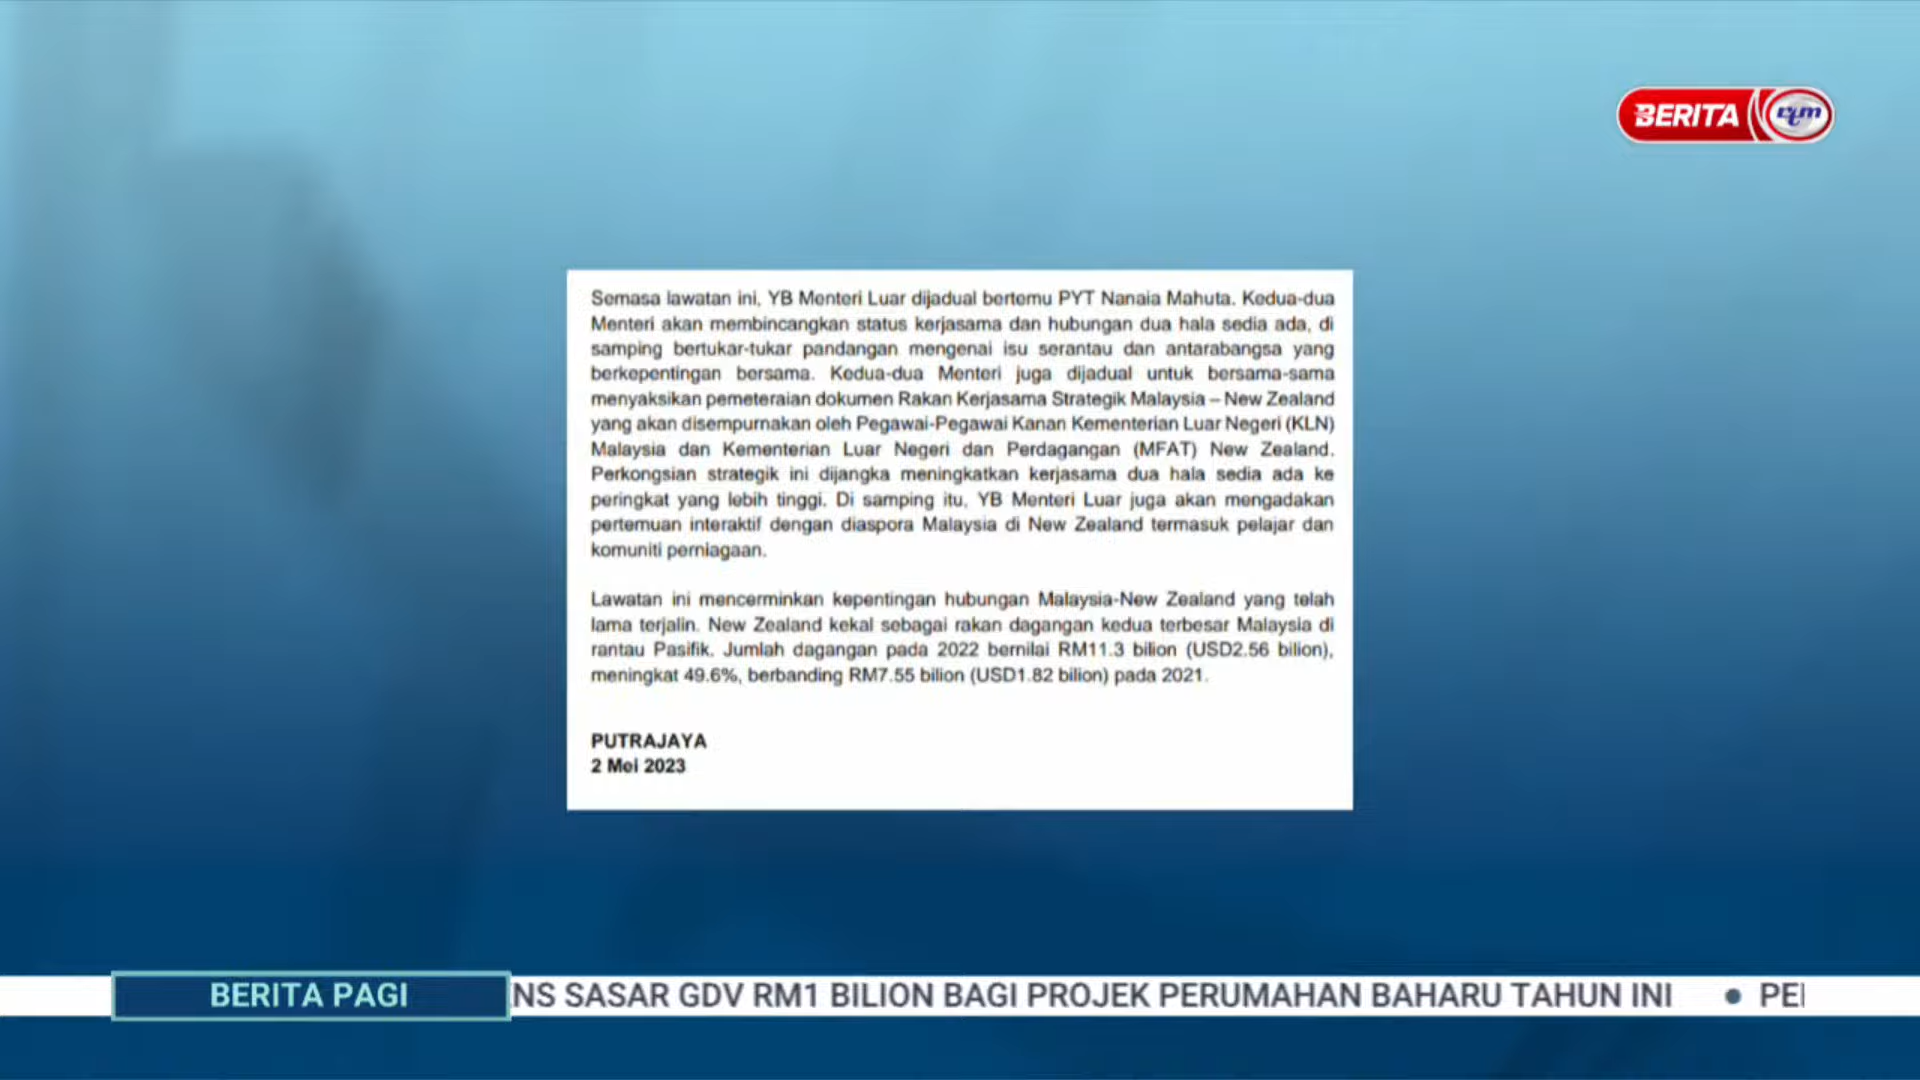 BERITA rtm
Semasa lawatan ini, YB Menteri Luar dijadual bertemu PYT Nanaia Mahuta. Kedua-dua
Menteri akan membincangkan status kerjasama dan hubungan dua hala sedia ada, di
samping bertukar-tukar pandangan mengenai isu serantau dan antarabangsa yang
berkepentingan bersama. Kedua-dua Menteri juga dijadual untuk bersama-sama
menyaksikan pemeteraian dokumen Rakan Kerjasama Strategik Malaysia – New Zealand
yang akan disempurnakan oleh Pegawai-Pegawai Kanan Kementerian Luar Negeri (KLN)
Malaysia dan Kementerian Luar Negeri dan Perdagangan (MFAT) New Zealand.
Perkongsian strategik ini dijangka meningkatkan kerjasama dua hala sedia ada ke
peringkat yang lebih tinggi. Di samping itu, YB Menteri Luar juga akan mengadakan
pertemuan interaktif dengan diaspora Malaysia di New Zealand termasuk pelajar dan
komuniti perniagaan.
Lawatan ini mencerminkan kepentingan hubungan Malaysia-New Zealand yang telah
lama terjalin. New Zealand kekal sebagai rakan dagangan kedua terbesar Malaysia di
rantau Pasifik. Jumlah dagangan pada 2022 bernilai RM11.3 bilion (USD2.56 bilion),
meningkat 49.6%, berbanding RM7.55 bilion (USD1.82 bilion) pada 2021.
PUTRAJAYA
2 Mei 2023
BERITA PAGI
NS SASAR GDV RM1 BILION BAGI PROJEK PERUMAHAN BAHARU TAHUN INI • PE